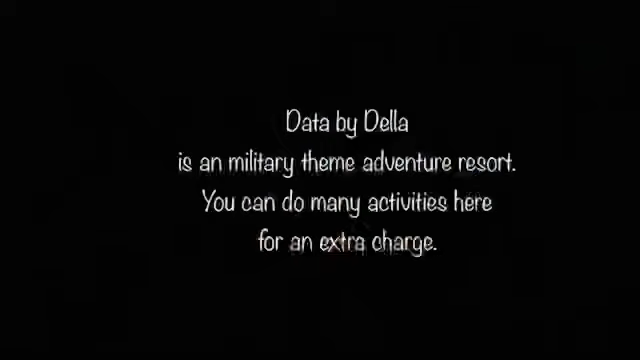 Data by Della
is an military theme adventure resort.
You can do many activities here
for an extra charge.